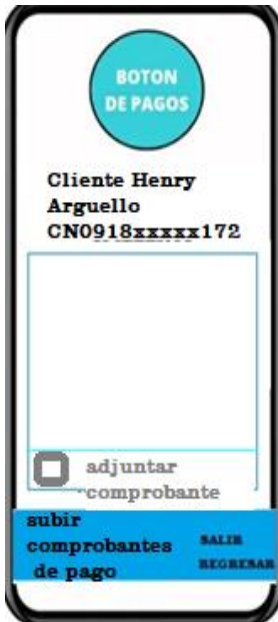 BOTON
DE PAGOS
Cliente Henry
Arguello
CN0918xxxxx172
adjuntar
comprobante
subir
comprobantes SALIR
de pago REGRESAR